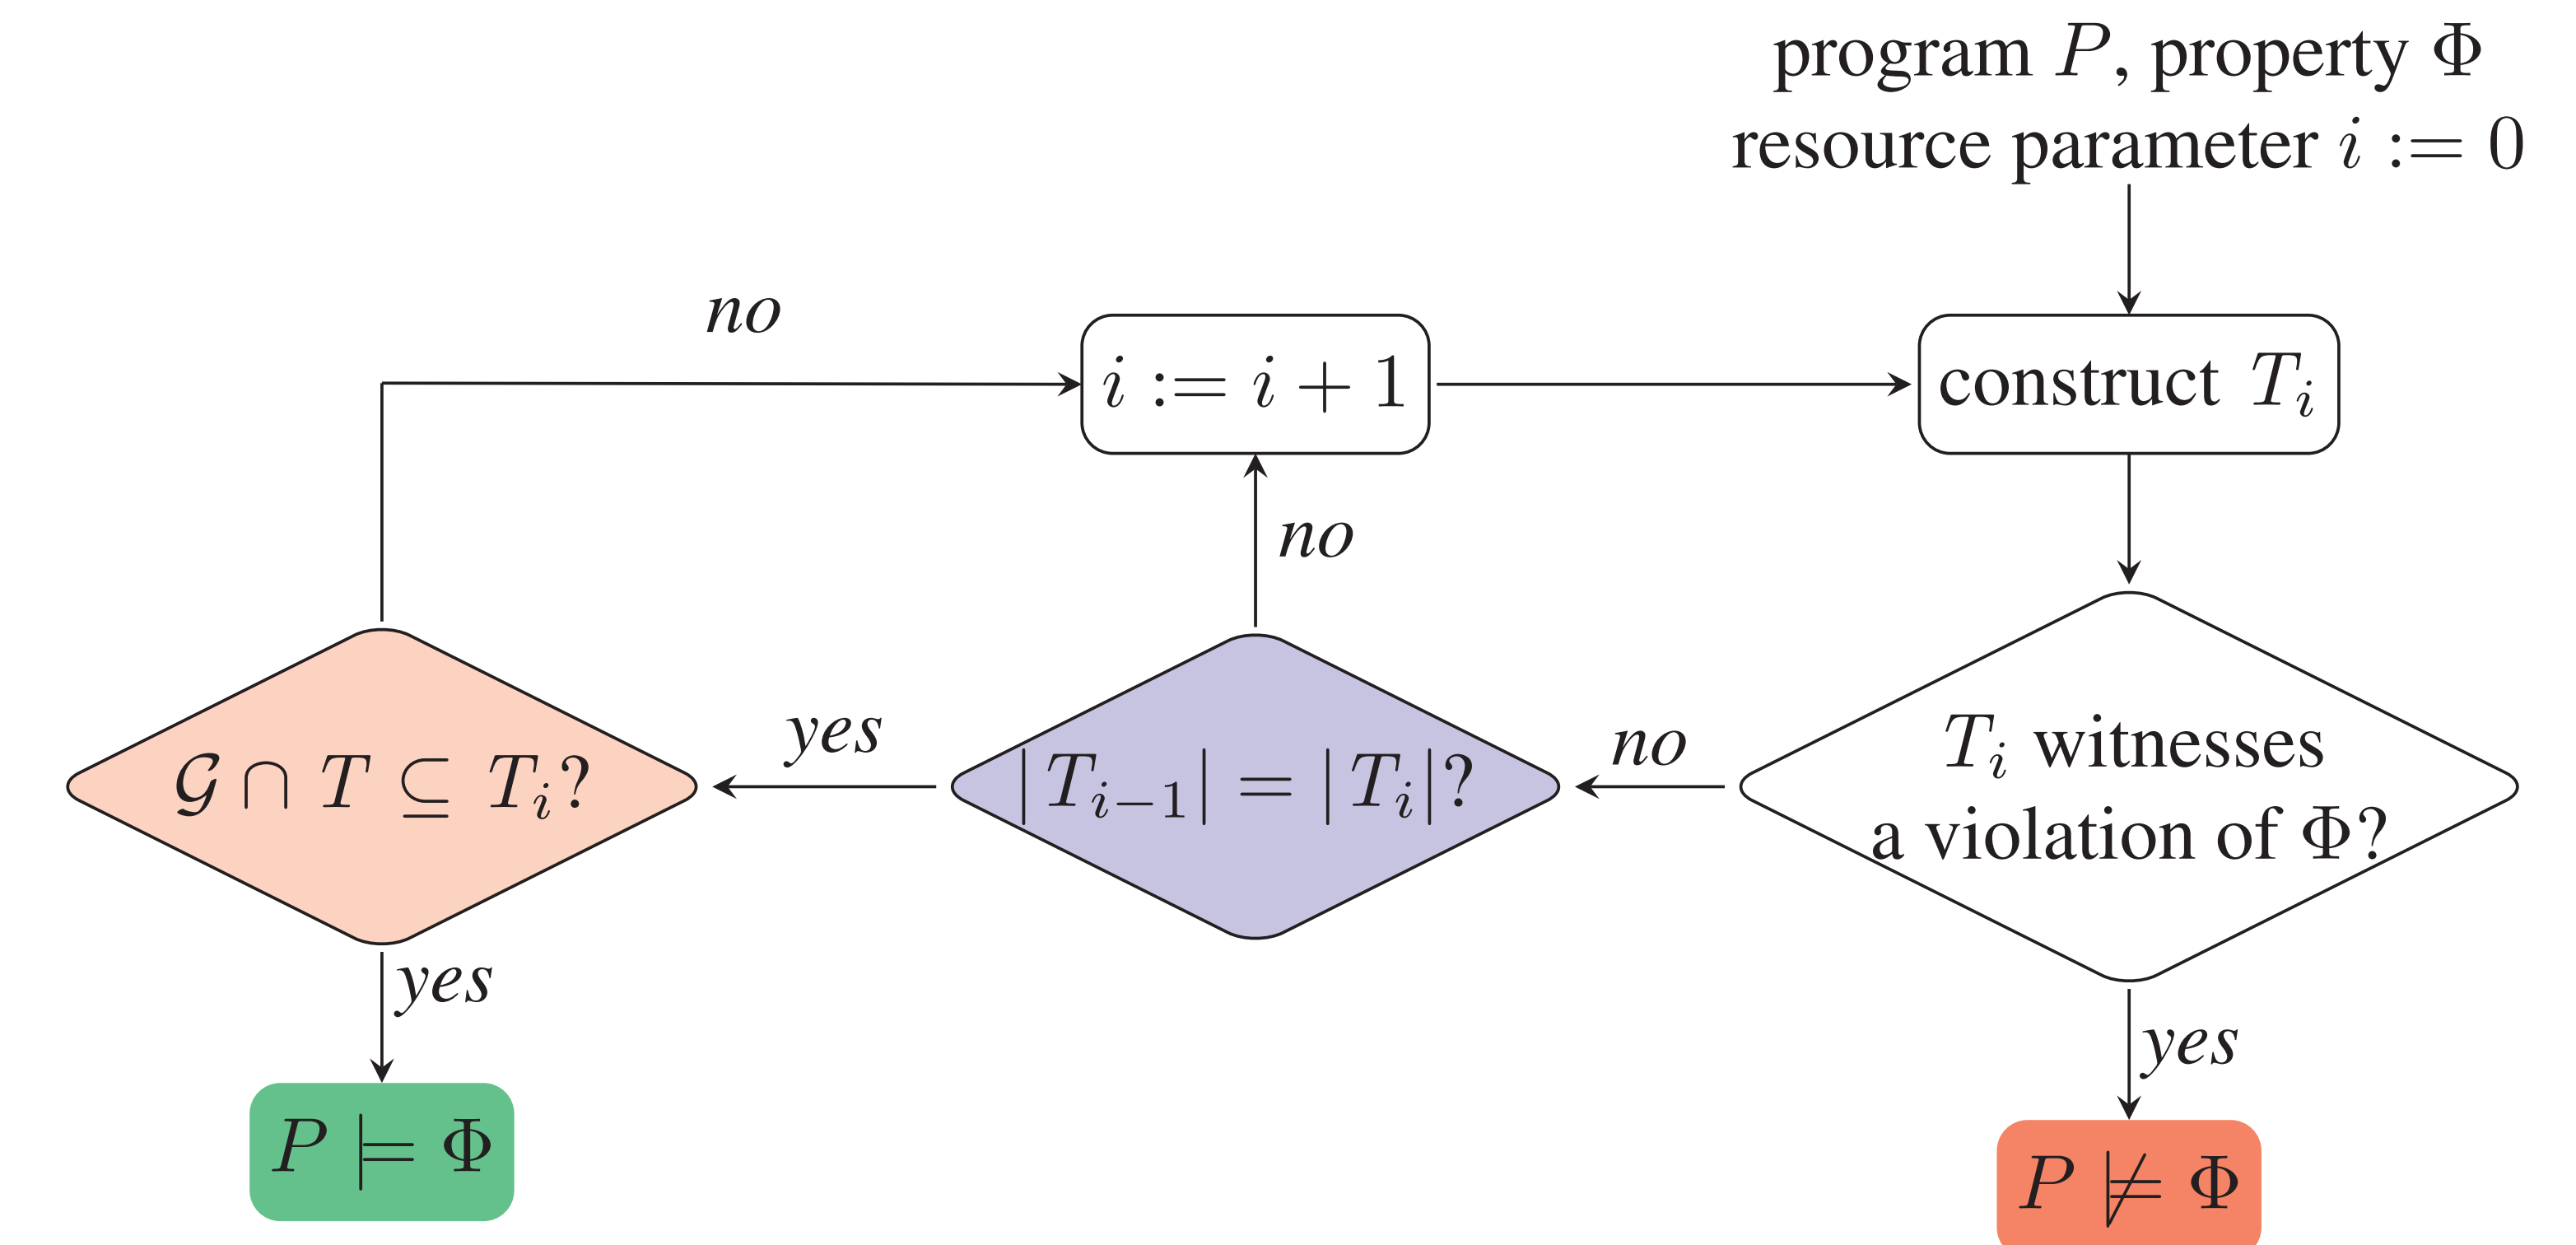 program P, property Φ
resource parameter i := 0
no
i := i + 1
construct T_i
no
𝒢 ∩ T ⊆ T_i?
yes
|T_{i−1}| = |T_i|?
no
T_i witnesses
a violation of Φ?
yes
yes
P ⊨ Φ
P ⊭ Φ